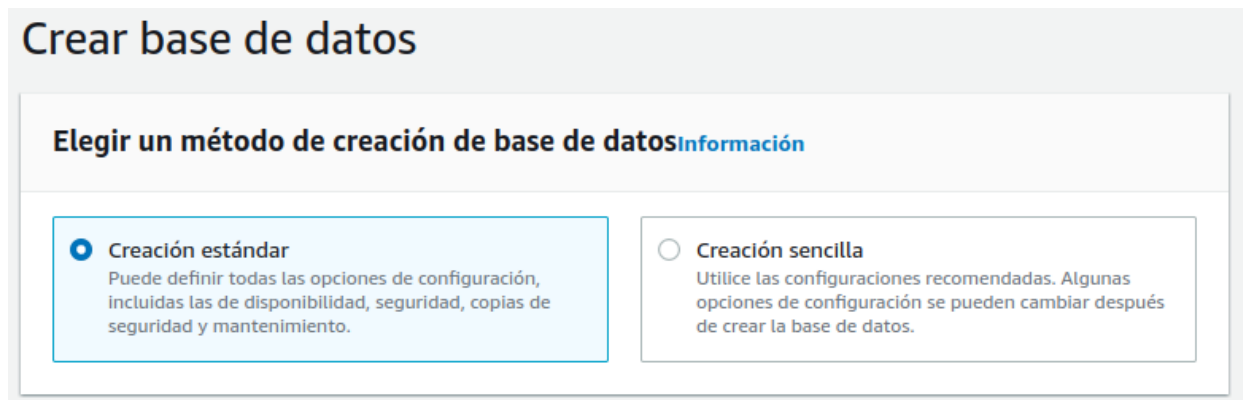 Crear base de datos
Elegir un método de creación de base de datosInformación
Creación estándar
Puede definir todas las opciones de configuración,
incluidas las de disponibilidad, seguridad, copias de
seguridad y mantenimiento.
Creación sencilla
Utilice las configuraciones recomendadas. Algunas
opciones de configuración se pueden cambiar después
de crear la base de datos.